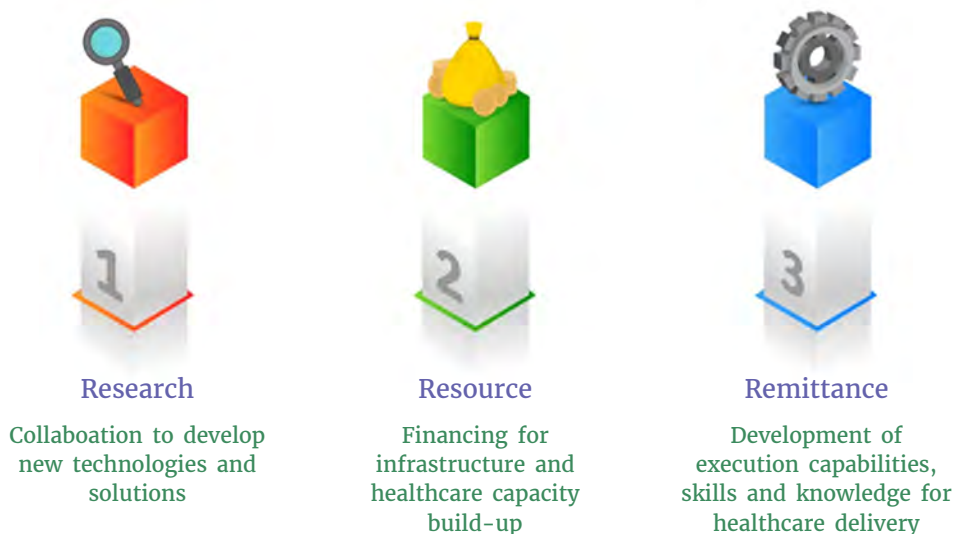 1
2
3
Research
Collaboation to develop
new technologies and
solutions
Resource
Financing for
infrastructure and
healthcare capacity
build-up
Remittance
Development of
execution capabilities,
skills and knowledge for
healthcare delivery